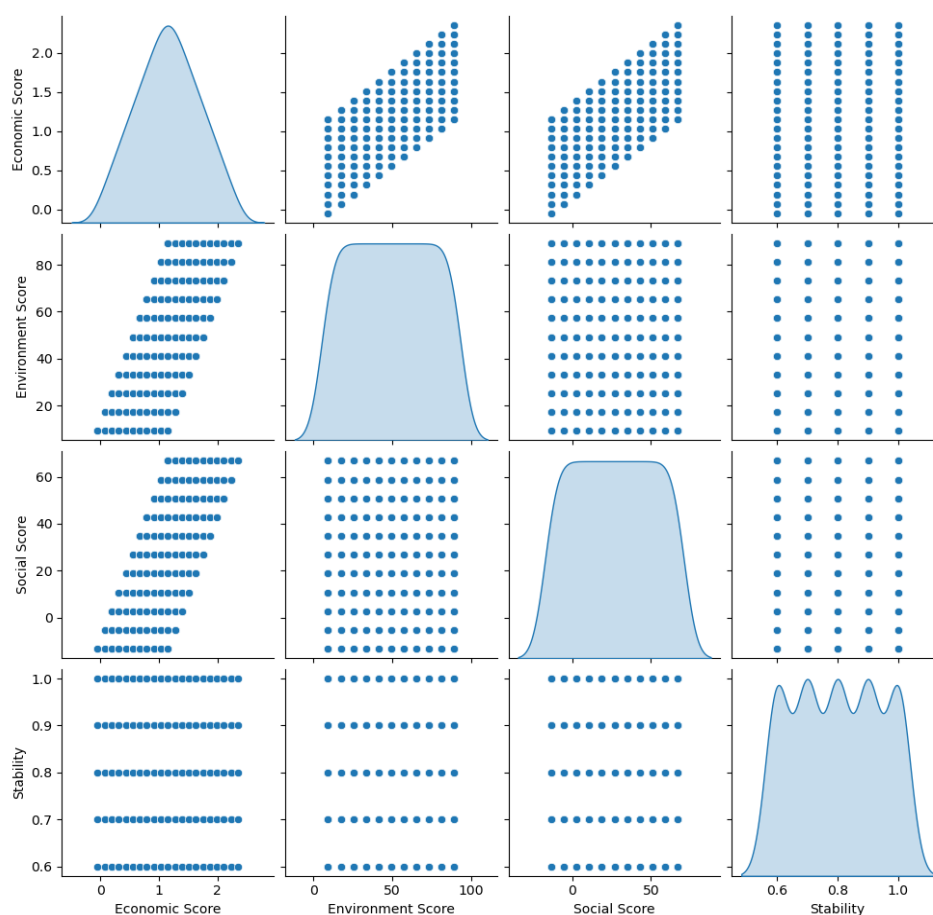 Economic Score
2.0
1.5
1.0
0.5
0.0
Environment Score
80
60
40
20
Social Score
60
40
20
0
Stability
1.0
0.9
0.8
0.7
0.6
0 1 2
0 50 100
0 50
0.6 0.8 1.0
Economic Score
Environment Score
Social Score
Stability